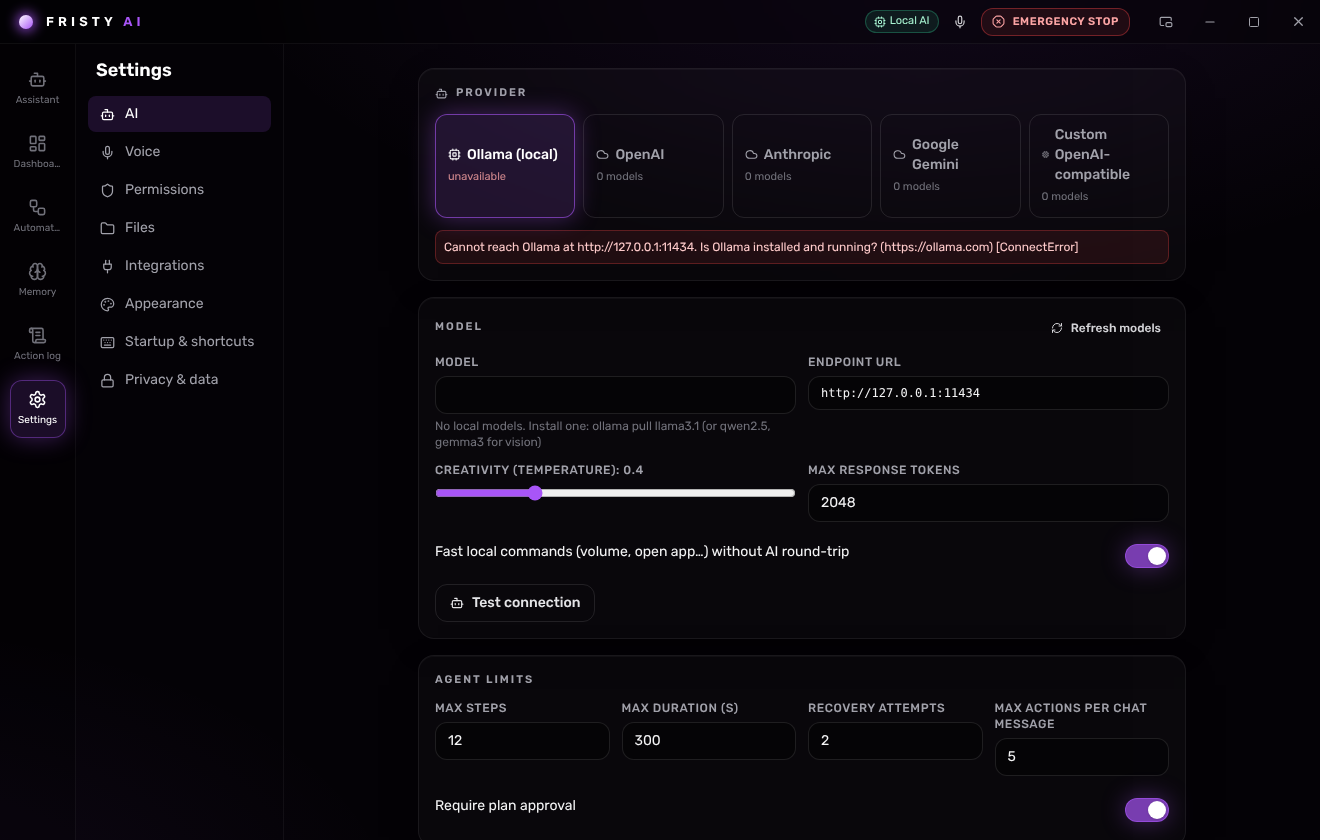 FRISTY AI
Local AI
EMERGENCY STOP
Assistant
Dashboa…
Automat…
Memory
Action log
Settings
Settings
AI
Voice
Permissions
Files
Integrations
Appearance
Startup & shortcuts
Privacy & data
PROVIDER
Ollama (local)
unavailable
OpenAI
0 models
Anthropic
0 models
Google
Gemini
0 models
Custom
OpenAI-
compatible
0 models
Cannot reach Ollama at http://127.0.0.1:11434. Is Ollama installed and running? (https://ollama.com) [ConnectError]
MODEL
Refresh models
MODEL
No local models. Install one: ollama pull llama3.1 (or qwen2.5,
gemma3 for vision)
ENDPOINT URL
http://127.0.0.1:11434
CREATIVITY (TEMPERATURE): 0.4
MAX RESPONSE TOKENS
2048
Fast local commands (volume, open app…) without AI round-trip
Test connection
AGENT LIMITS
MAX STEPS
12
MAX DURATION (S)
300
RECOVERY ATTEMPTS
2
MAX ACTIONS PER CHAT
MESSAGE
5
Require plan approval